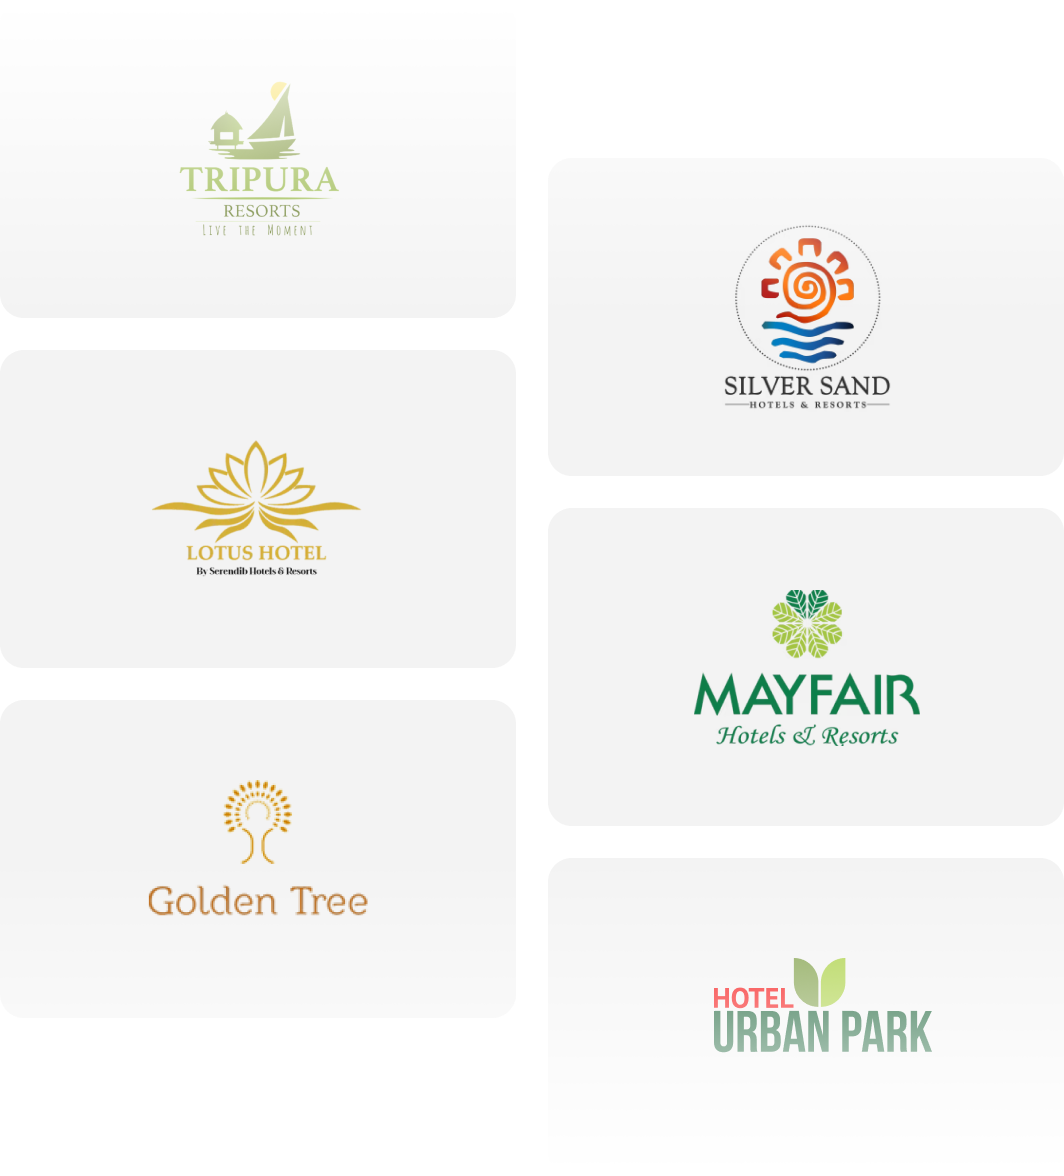 TRIPURA
RESORTS
LIVE THE MOMENT
LOTUS HOTEL
By Serendib Hotels & Resorts
Golden Tree
SILVER SAND
HOTELS & RESORTS
MAYFAIR
Hotels & Resorts
HOTEL
URBAN PARK